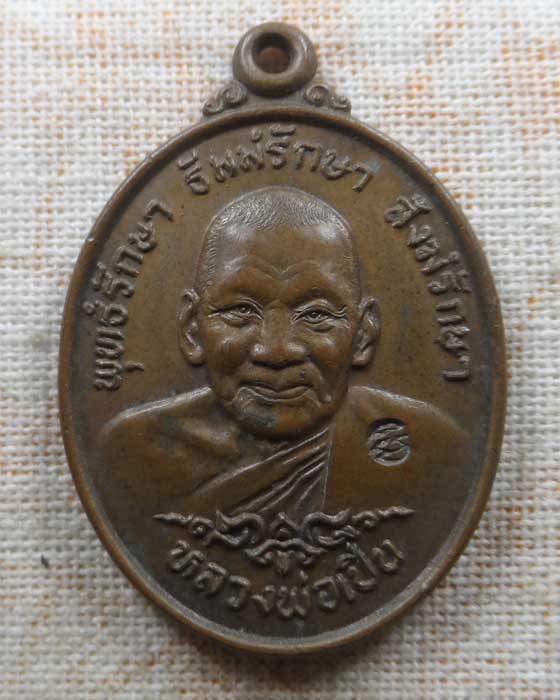 พุทธ์รักษา ธัมม์รักษา สังฆ์รักษา
หลวงพ่อเปิ่น